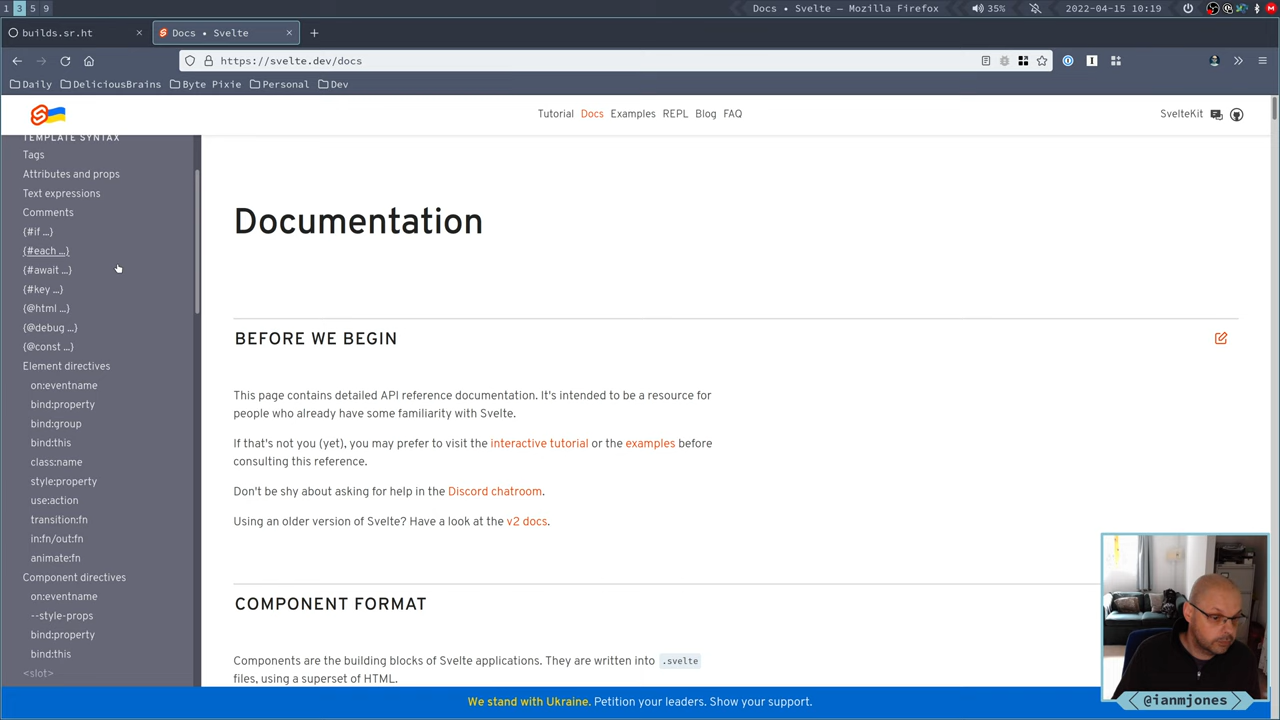 1 3 5 9
Docs • Svelte — Mozilla Firefox
35%
2022-04-15 10:19
builds.sr.ht
Docs • Svelte
https://svelte.dev/docs
Daily
DeliciousBrains
Byte Pixie
Personal
Dev
Tutorial Docs Examples REPL Blog FAQ
SvelteKit
TEMPLATE SYNTAX
Tags
Attributes and props
Text expressions
Comments
{#if ...}
{#each ...}
{#await ...}
{#key ...}
{@html ...}
{@debug ...}
{@const ...}
Element directives
on:eventname
bind:property
bind:group
bind:this
class:name
style:property
use:action
transition:fn
in:fn/out:fn
animate:fn
Component directives
on:eventname
--style-props
bind:property
bind:this
<slot>
Documentation
BEFORE WE BEGIN
This page contains detailed API reference documentation. It's intended to be a resource for
people who already have some familiarity with Svelte.
If that's not you (yet), you may prefer to visit the interactive tutorial or the examples before
consulting this reference.
Don't be shy about asking for help in the Discord chatroom.
Using an older version of Svelte? Have a look at the v2 docs.
COMPONENT FORMAT
Components are the building blocks of Svelte applications. They are written into .svelte
files, using a superset of HTML.
We stand with Ukraine. Petition your leaders. Show your support.
@ianmjones